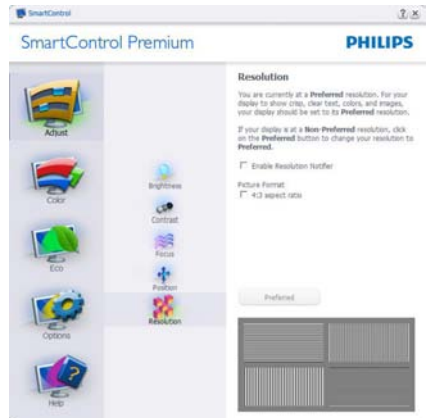 SmartControl
SmartControl Premium
PHILIPS
Adjust
Color
Eco
Options
Help
Brightness
Contrast
Focus
Position
Resolution
Resolution
You are currently at a Preferred resolution. For your
display to show crisp, clear text, colors, and images,
your display should be set to its Preferred resolution.
If your display is at a Non-Preferred resolution, click
on the Preferred button to change your resolution to
Preferred.
Enable Resolution Notifier
Picture Format
4:3 aspect ratio
Preferred